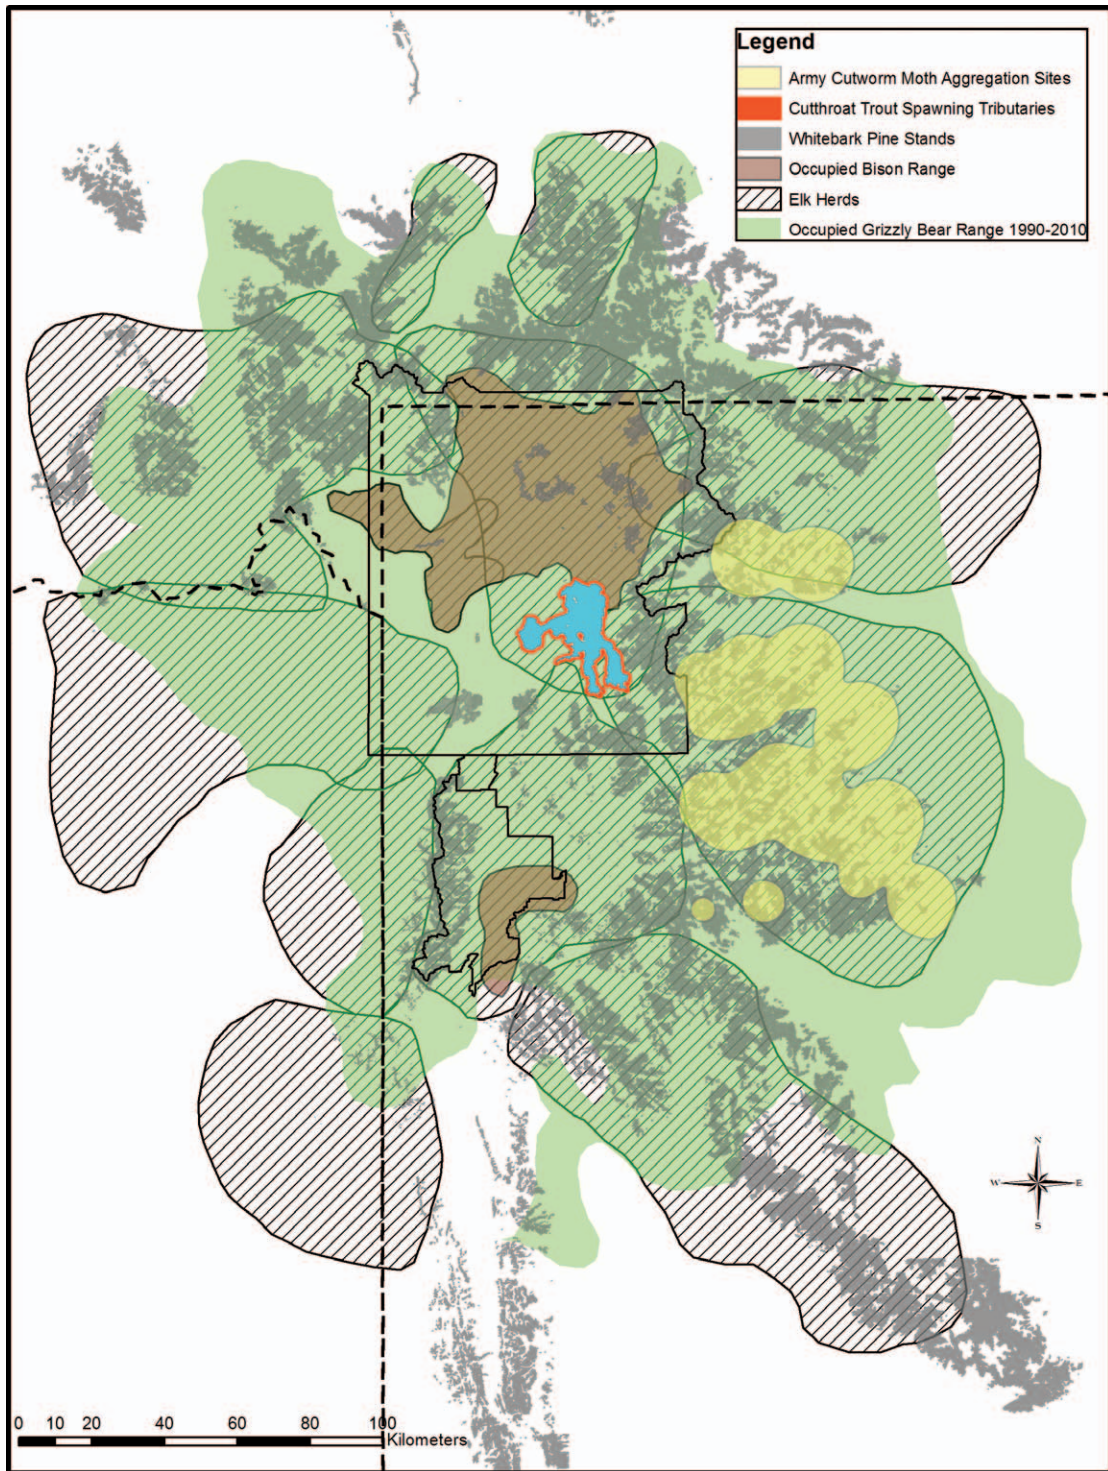 Legend
Army Cutworm Moth Aggregation Sites
Cutthroat Trout Spawning Tributaries
Whitebark Pine Stands
Occupied Bison Range
Elk Herds
Occupied Grizzly Bear Range 1990-2010
N
W E
S
0 10 20 40 60 80 100
Kilometers